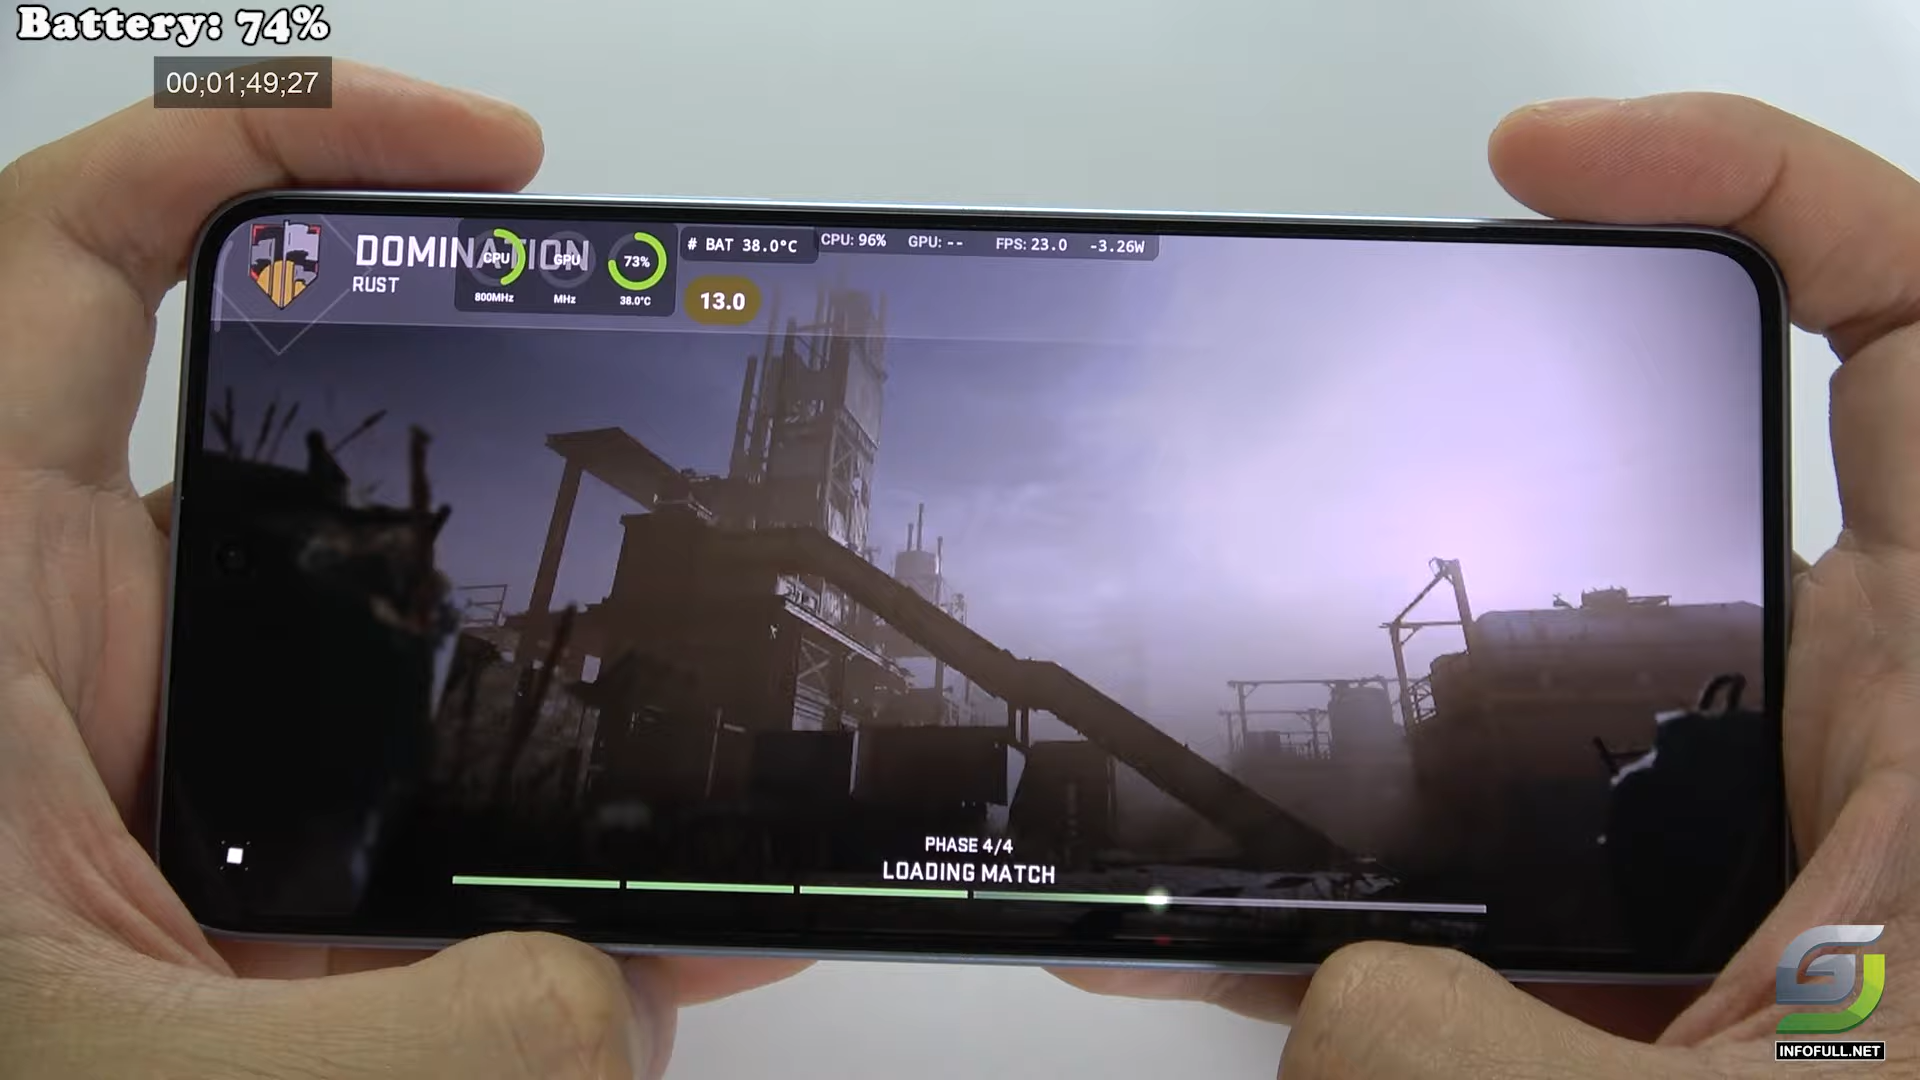 Battery: 74%
00;01;49;27
DOMINATION
RUST
CPU
800MHz
GPU
MHz
73%
38.0°C
# BAT 38.0°C
CPU: 96% GPU: -- FPS: 23.0 -3.26W
13.0
PHASE 4/4
LOADING MATCH
INFOFULL.NET